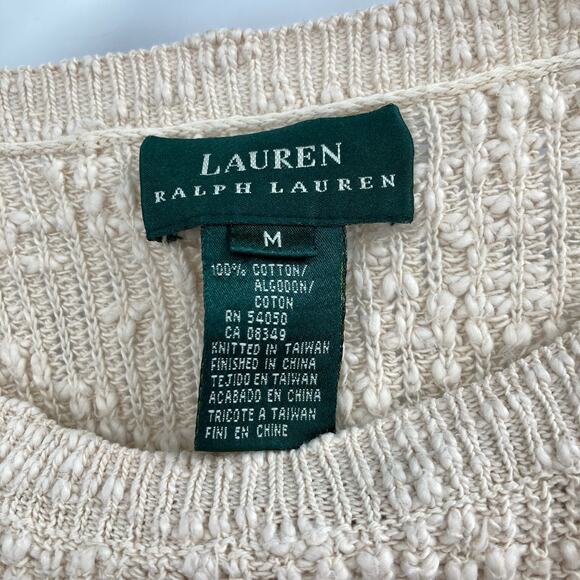 LAUREN
RALPH LAUREN
M
100% COTTON/
ALGODON/
COTON
RN 54050
CA 08349
KNITTED IN TAIWAN
FINISHED IN CHINA
TEJIDO EN TAIWAN
ACABADO EN CHINA
TRICOTE A TAIWAN
FINI EN CHINE